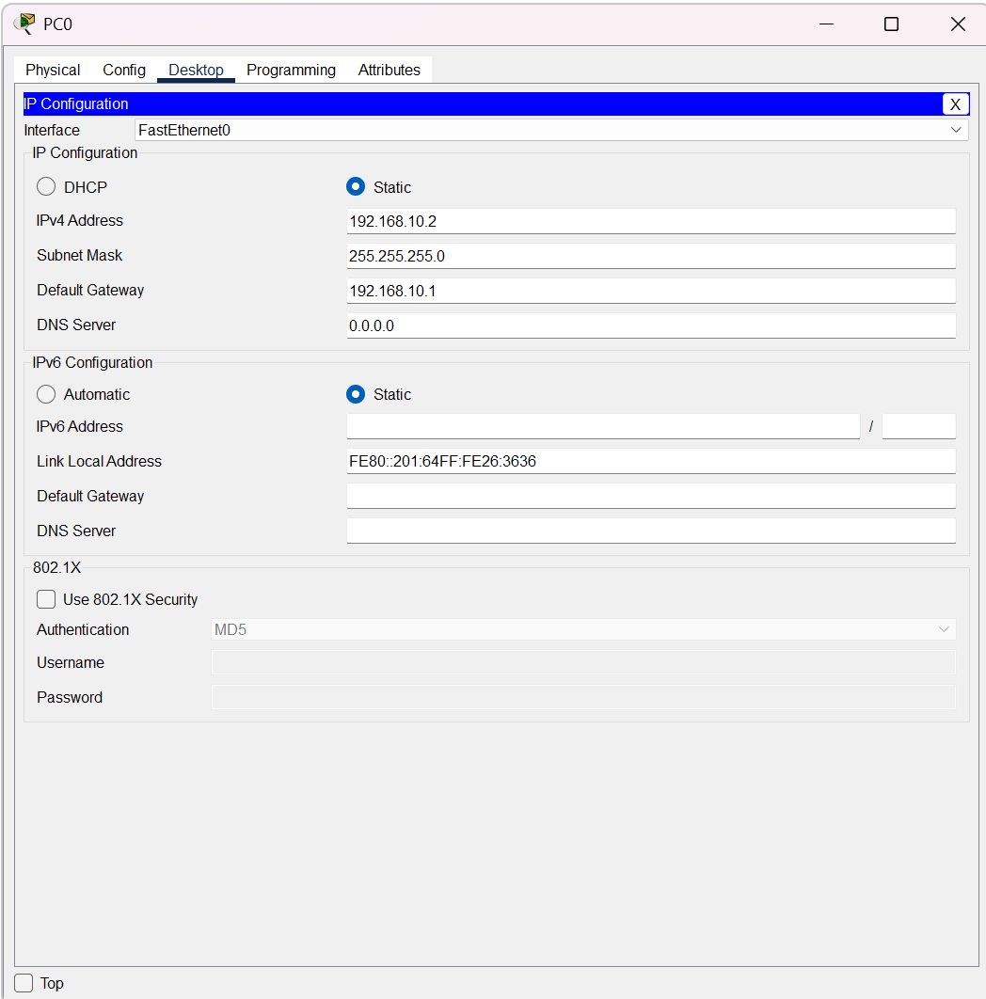 PC0
Physical Config Desktop Programming Attributes
IP Configuration X
Interface FastEthernet0
IP Configuration
DHCP Static
IPv4 Address 192.168.10.2
Subnet Mask 255.255.255.0
Default Gateway 192.168.10.1
DNS Server 0.0.0.0
IPv6 Configuration
Automatic Static
IPv6 Address /
Link Local Address FE80::201:64FF:FE26:3636
Default Gateway
DNS Server
802.1X
Use 802.1X Security
Authentication MD5
Username
Password
Top